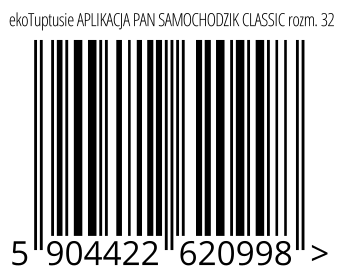 ekoTuptusie APLIKACJA PAN SAMOCHODZIK CLASSIC rozm. 32
5 904422 620998 >